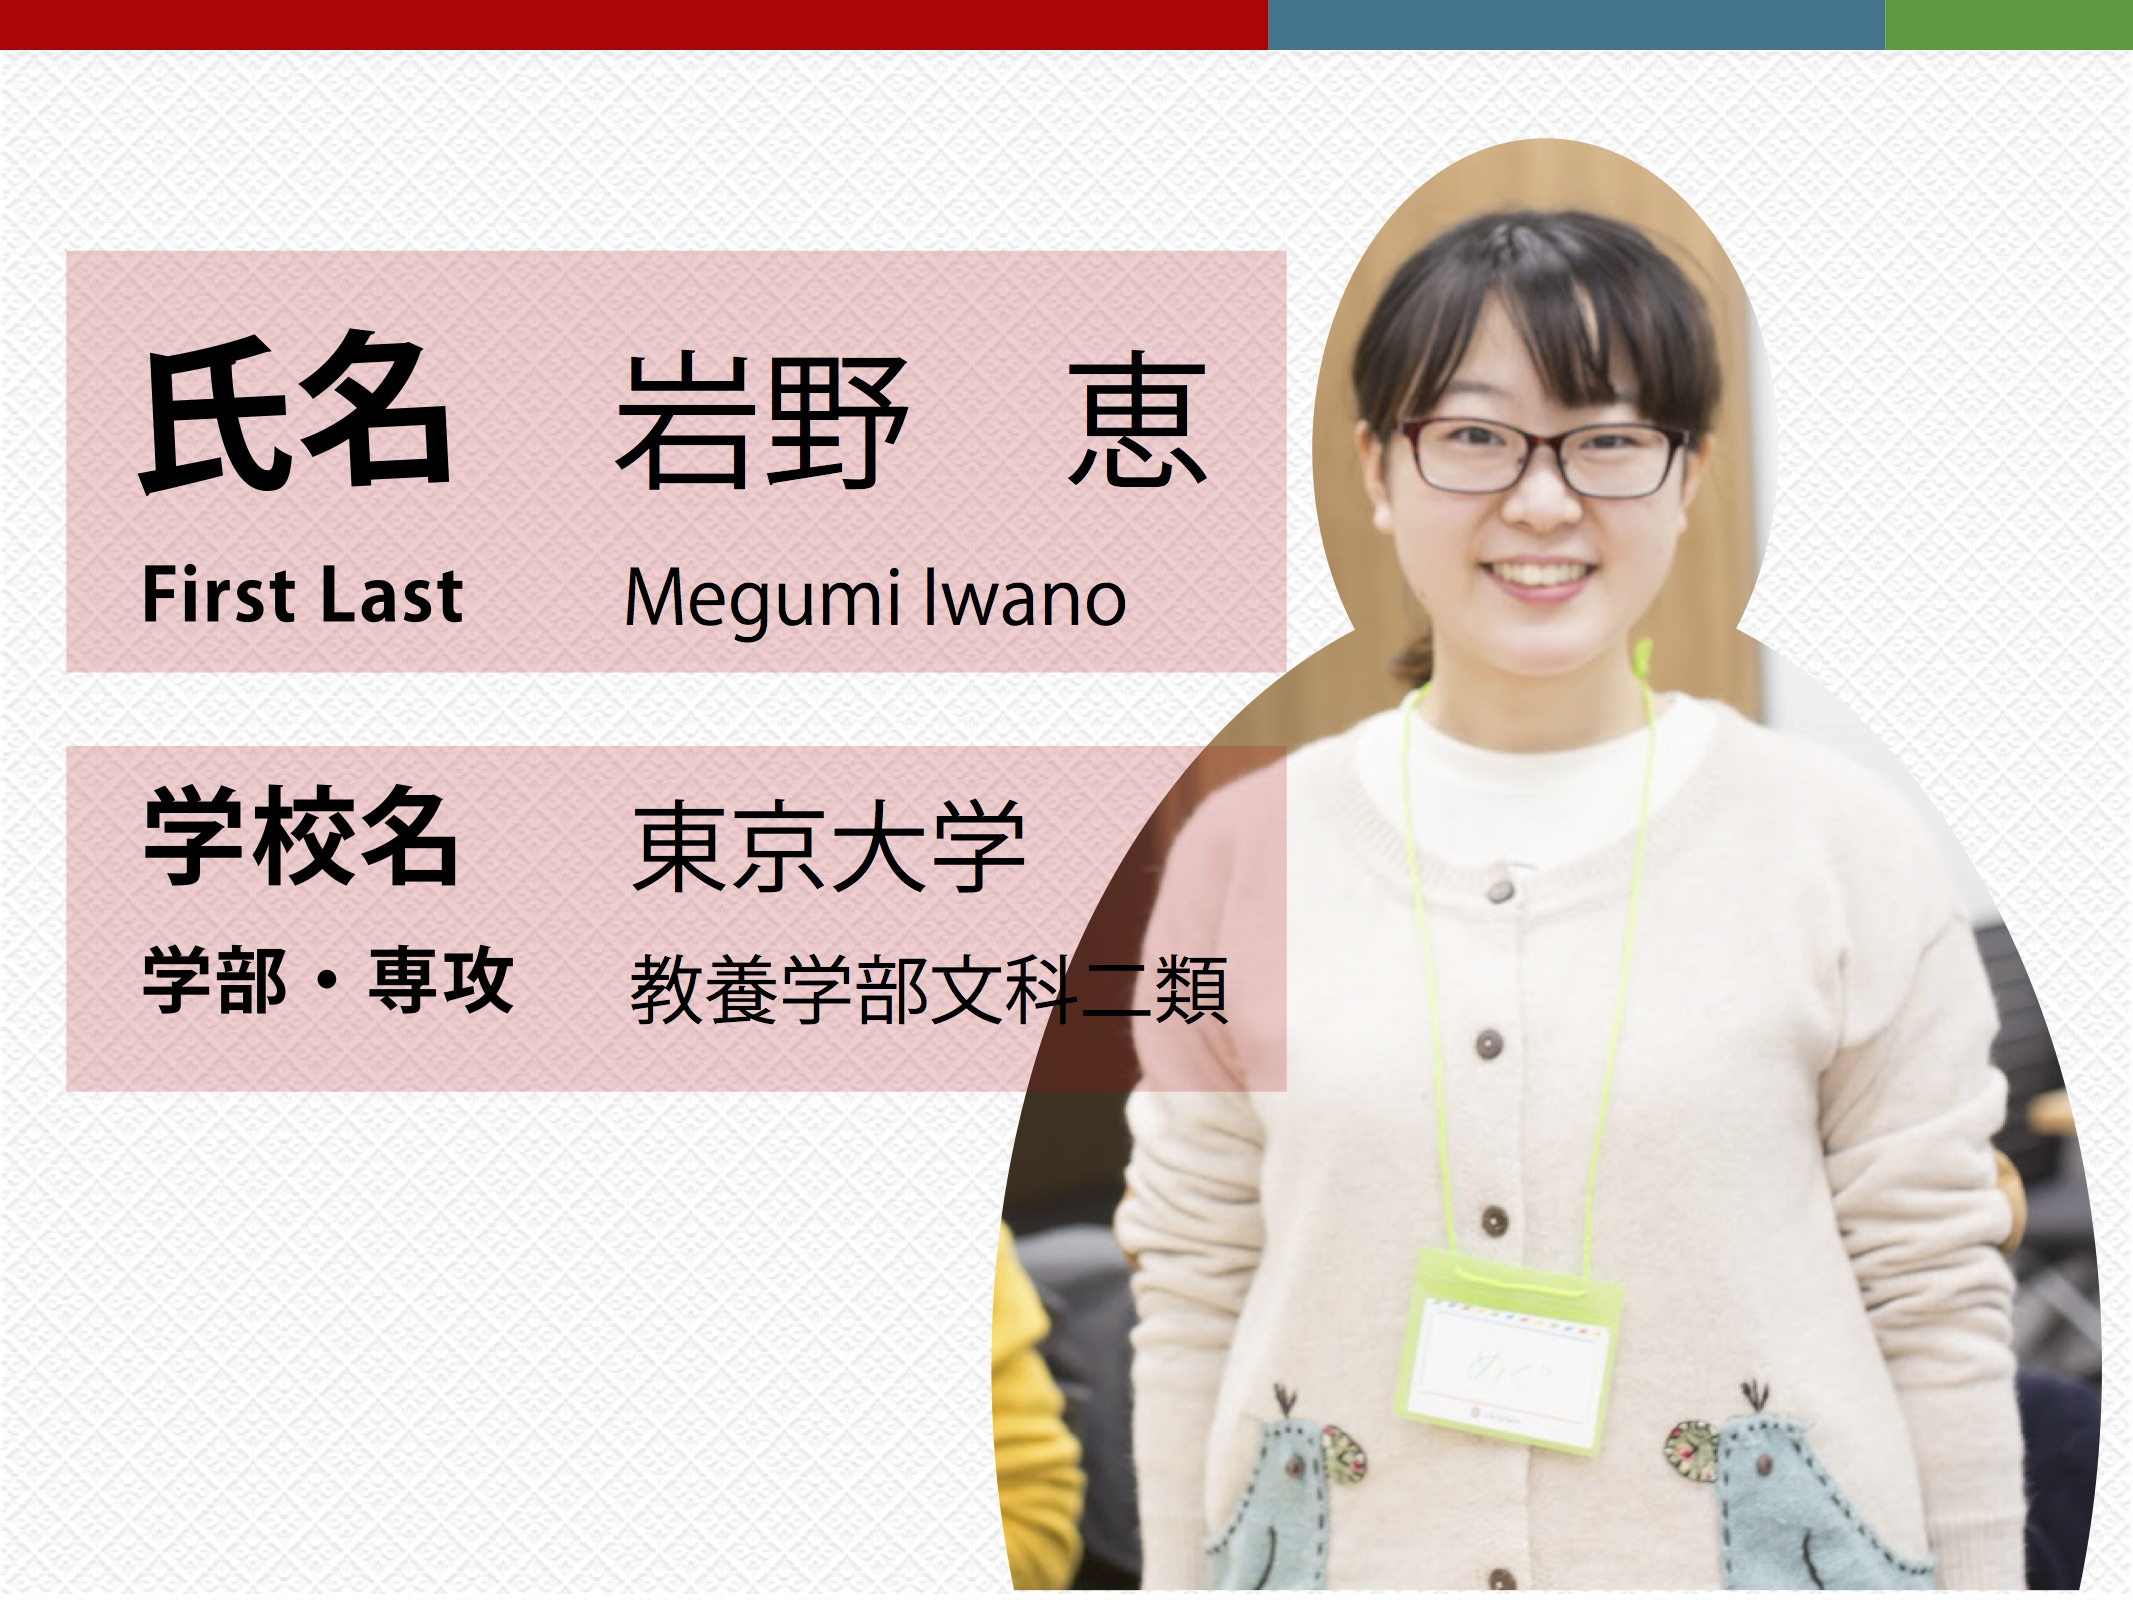 氏名　岩野　恵
First Last　Megumi Iwano
学校名　東京大学
学部・専攻　教養学部文科二類